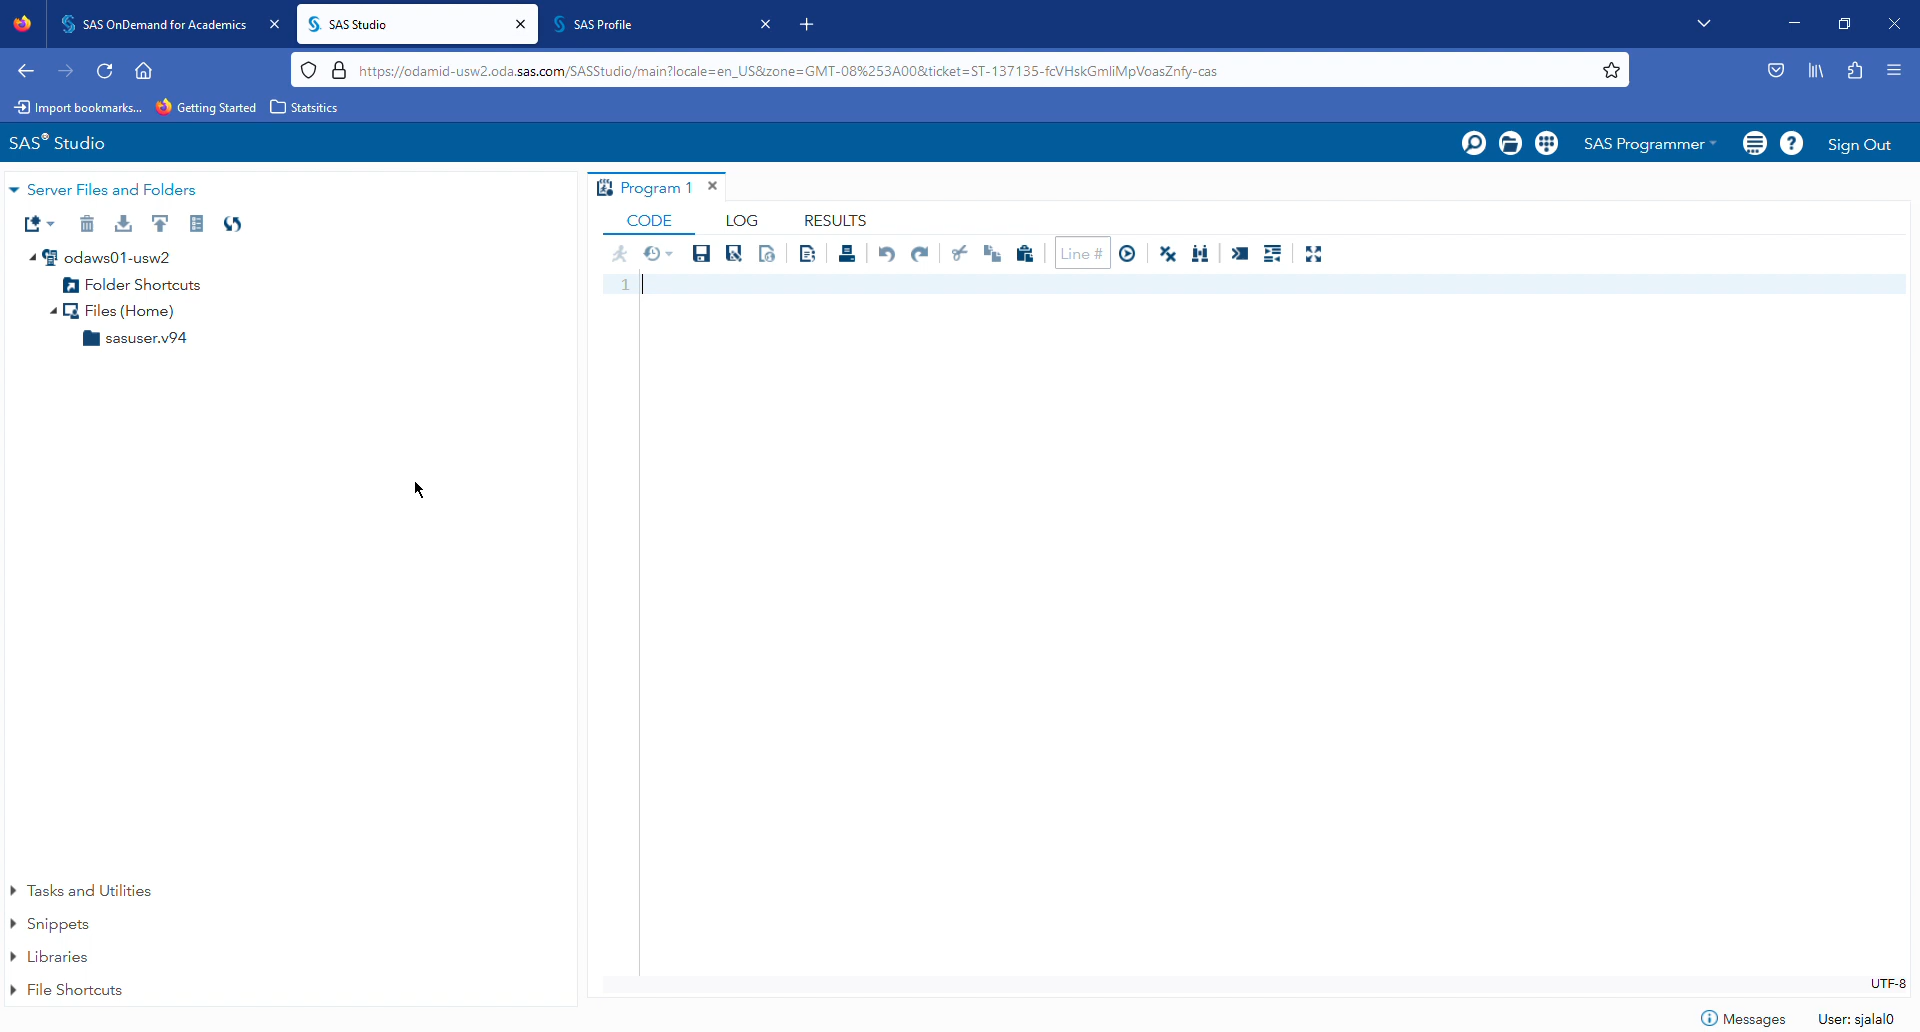 SAS OnDemand for Academics
SAS Studio
SAS Profile
https://odamid-usw2.oda.sas.com/SASStudio/main?locale=en_US&zone=GMT-08%253A00&ticket=ST-137135-fcVHskGmliMpVoasZnfy-cas
Import bookmarks...
Getting Started
Statsitics
SAS® Studio
SAS Programmer
Sign Out
Server Files and Folders
odaws01-usw2
Folder Shortcuts
Files (Home)
sasuser.v94
Tasks and Utilities
Snippets
Libraries
File Shortcuts
Program 1
CODE LOG RESULTS
Line #
1
UTF-8
Messages
User: sjalal0